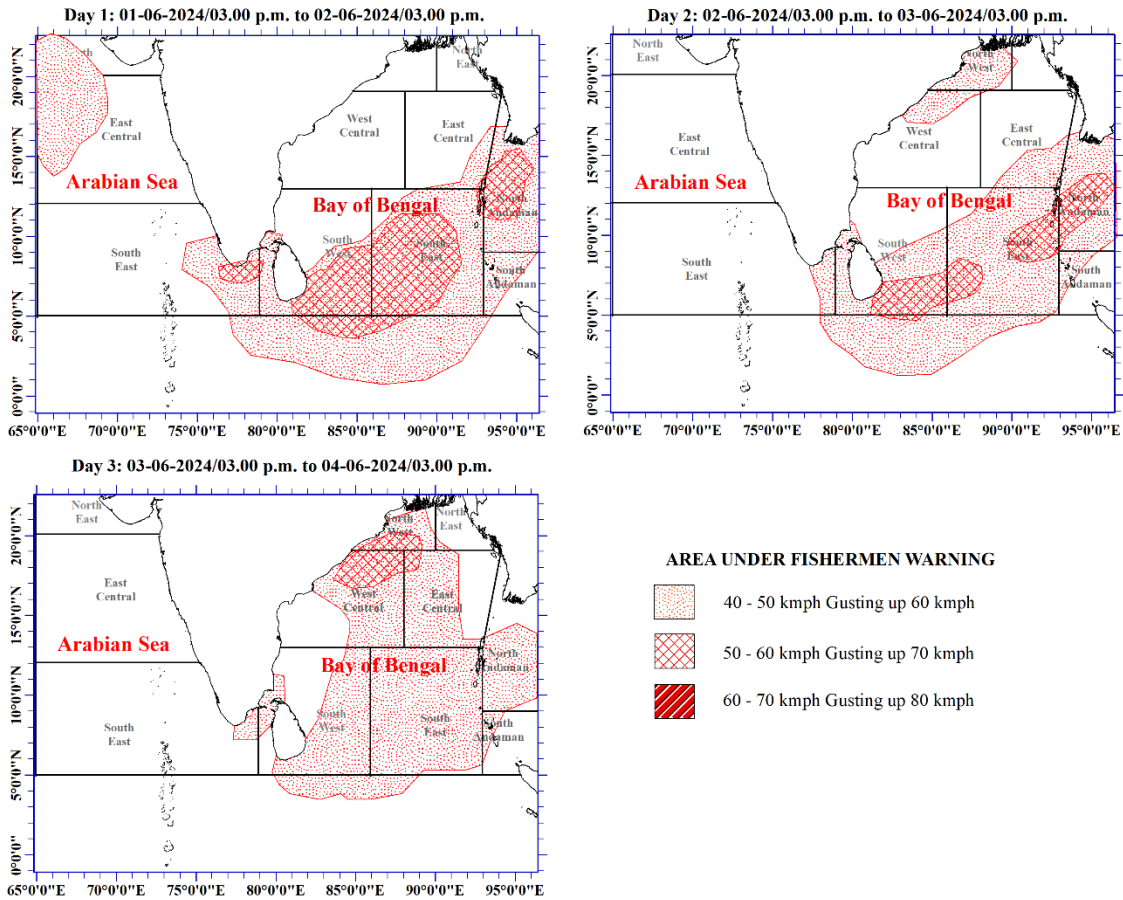 Day 1: 01-06-2024/03.00 p.m. to 02-06-2024/03.00 p.m.
North East
East Central
West Central
East Central
Arabian Sea
Bay of Bengal
South East
South West
South East
North Andaman
South Andaman
20°0'0"N
15°0'0"N
10°0'0"N
5°0'0"N
0°0'0"
65°0'0"E 70°0'0"E 75°0'0"E 80°0'0"E 85°0'0"E 90°0'0"E 95°0'0"E
Day 2: 02-06-2024/03.00 p.m. to 03-06-2024/03.00 p.m.
North East
North West
East Central
West Central
East Central
Arabian Sea
Bay of Bengal
South East
South West
South East
North Andaman
South Andaman
20°0'0"N
15°0'0"N
10°0'0"N
5°0'0"N
0°0'0"
65°0'0"E 70°0'0"E 75°0'0"E 80°0'0"E 85°0'0"E 90°0'0"E 95°0'0"E
Day 3: 03-06-2024/03.00 p.m. to 04-06-2024/03.00 p.m.
North East
North West
North East
East Central
West Central
East Central
Arabian Sea
Bay of Bengal
South East
South West
South East
North Andaman
South Andaman
20°0'0"N
15°0'0"N
10°0'0"N
5°0'0"N
0°0'0"
65°0'0"E 70°0'0"E 75°0'0"E 80°0'0"E 85°0'0"E 90°0'0"E 95°0'0"E
AREA UNDER FISHERMEN WARNING
40 - 50 kmph Gusting up 60 kmph
50 - 60 kmph Gusting up 70 kmph
60 - 70 kmph Gusting up 80 kmph